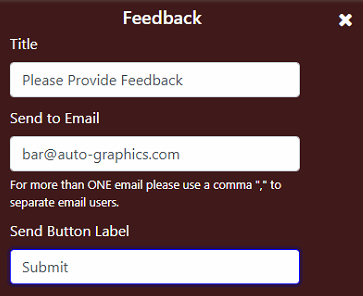 Feedback
Title
Please Provide Feedback
Send to Email
bar@auto-graphics.com
For more than ONE email please use a comma "," to
separate email users.
Send Button Label
Submit